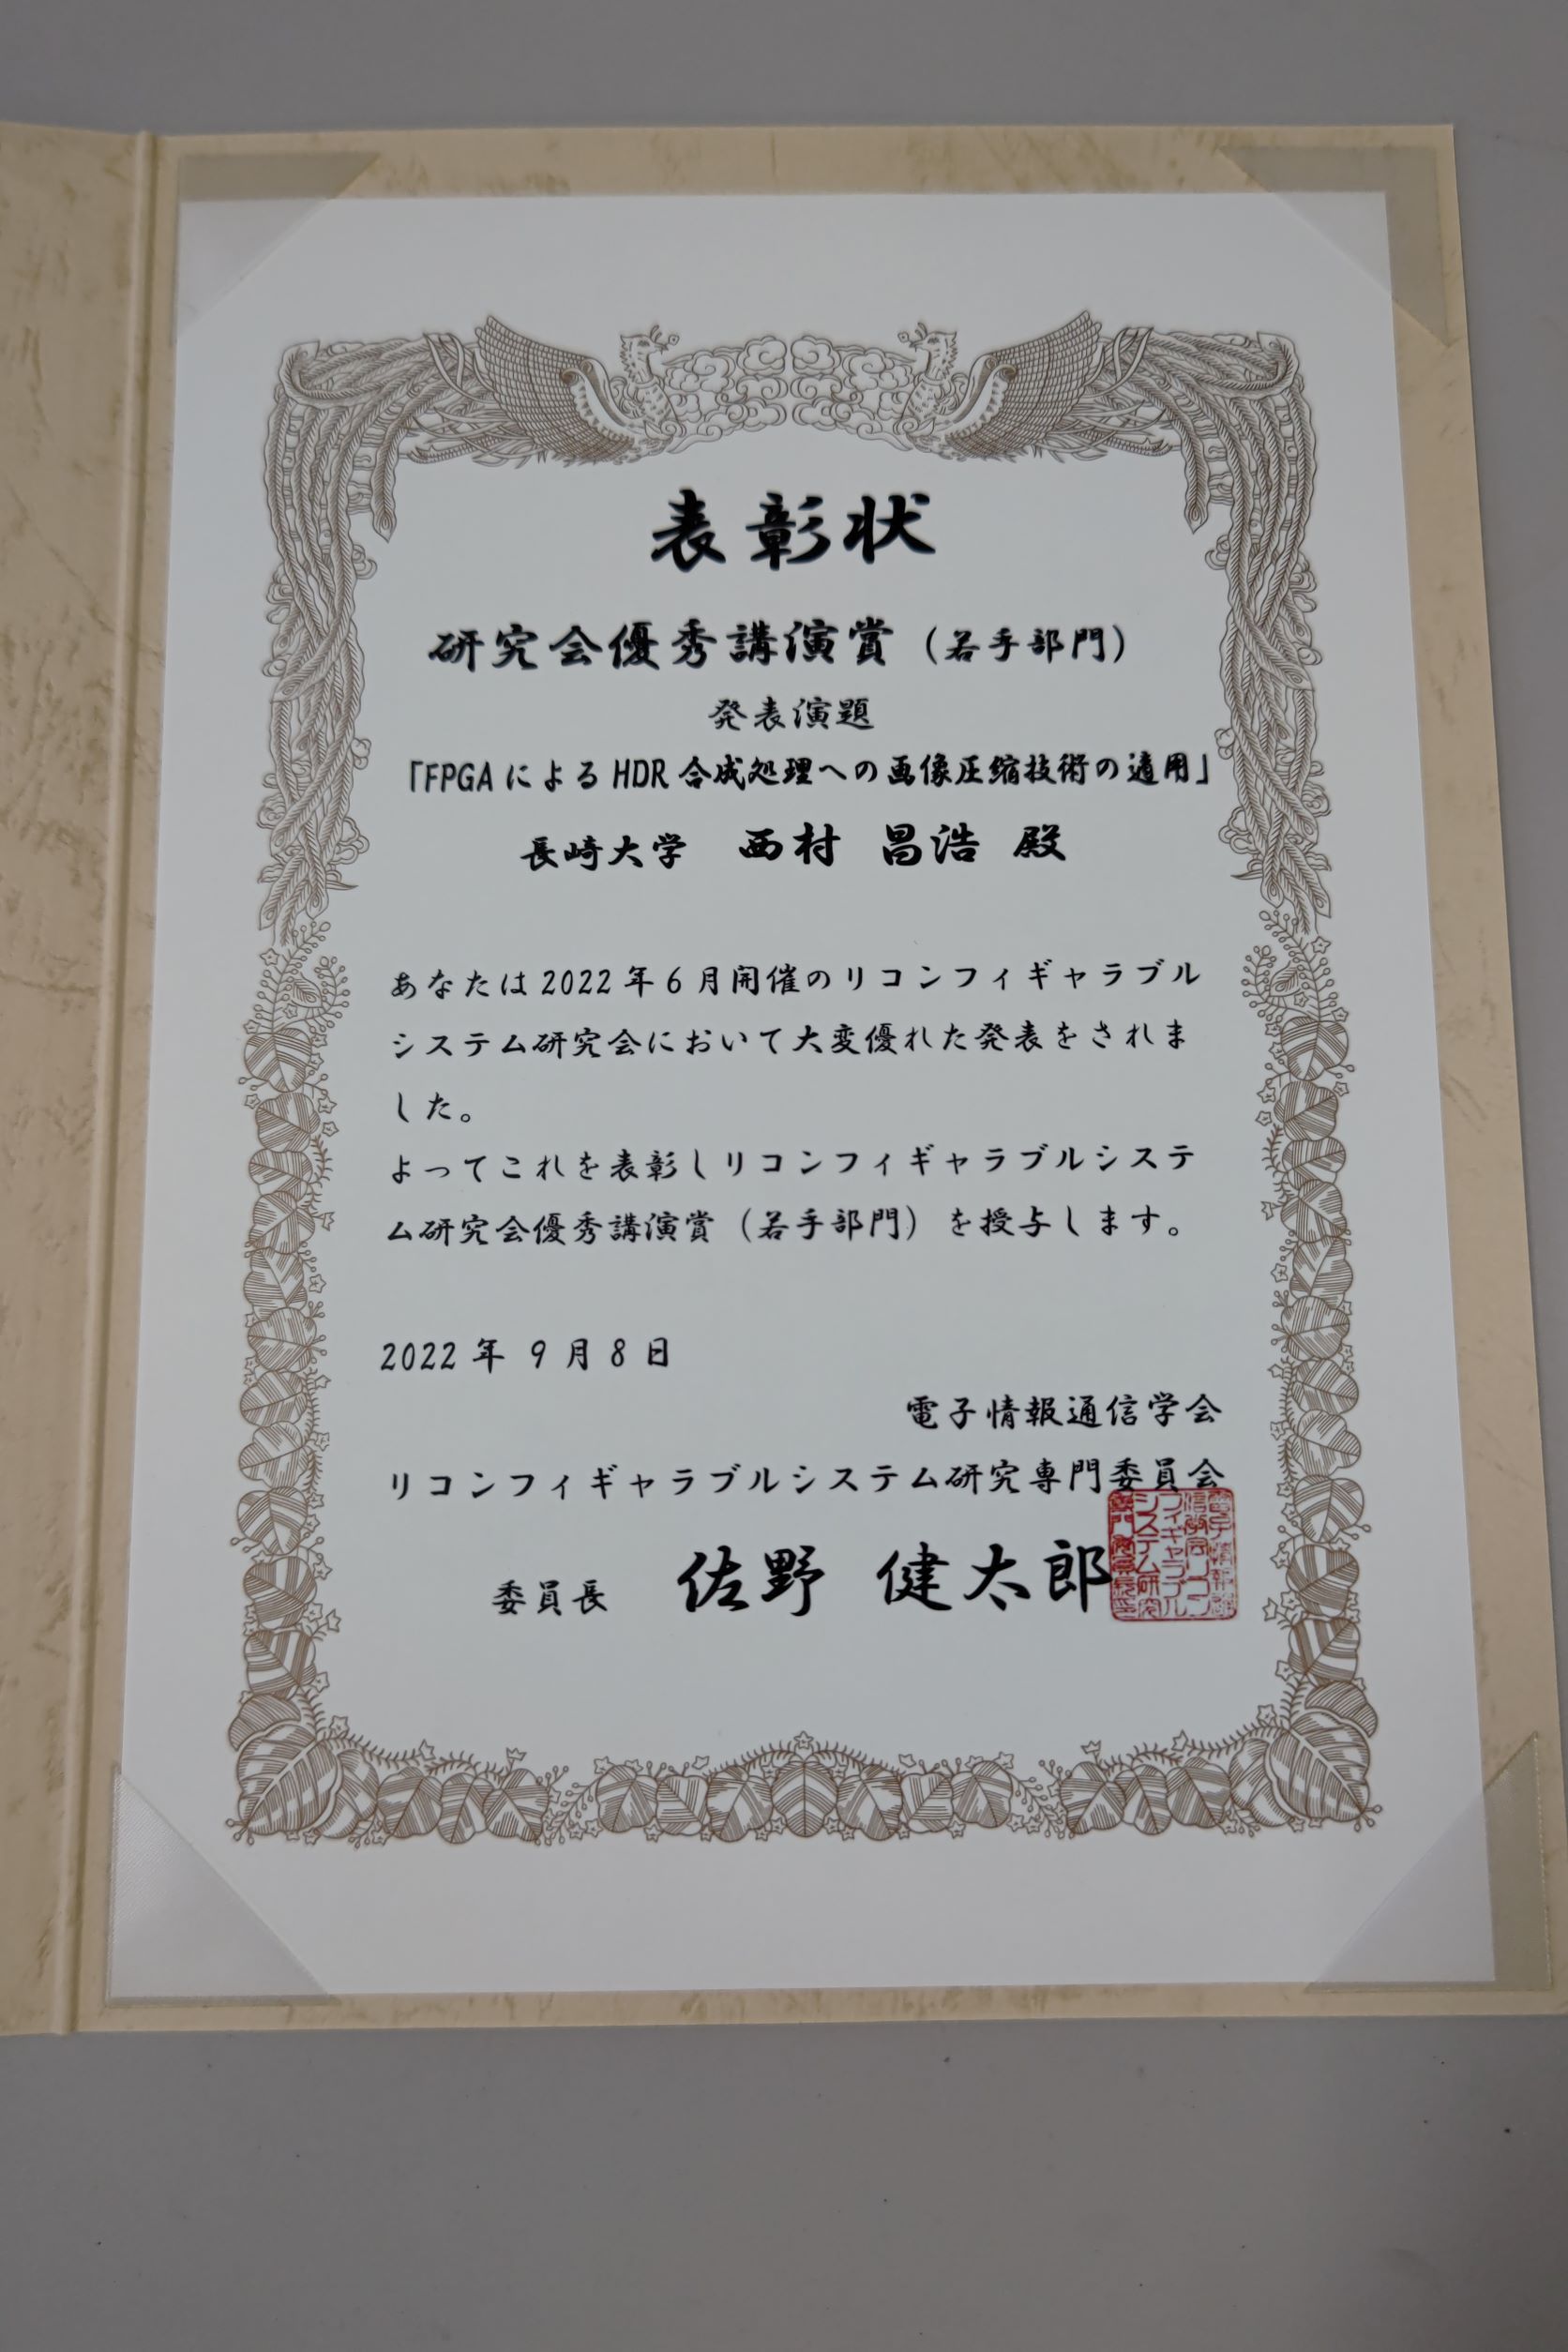 表彰状
研究会優秀講演賞（若手部門）
発表演題
「FPGAによるHDR合成処理への画像圧縮技術の適用」
長崎大学　西村　昌浩　殿
あなたは2022年6月開催のリコンフィギャラブル
システム研究会において大変優れた発表をされま
した。
よってこれを表彰しリコンフィギャラブルシステ
ム研究会優秀講演賞（若手部門）を授与します。
2022年 9月8日
電子情報通信学会
リコンフィギャラブルシステム研究専門委員会
委員長　佐野　健太郎